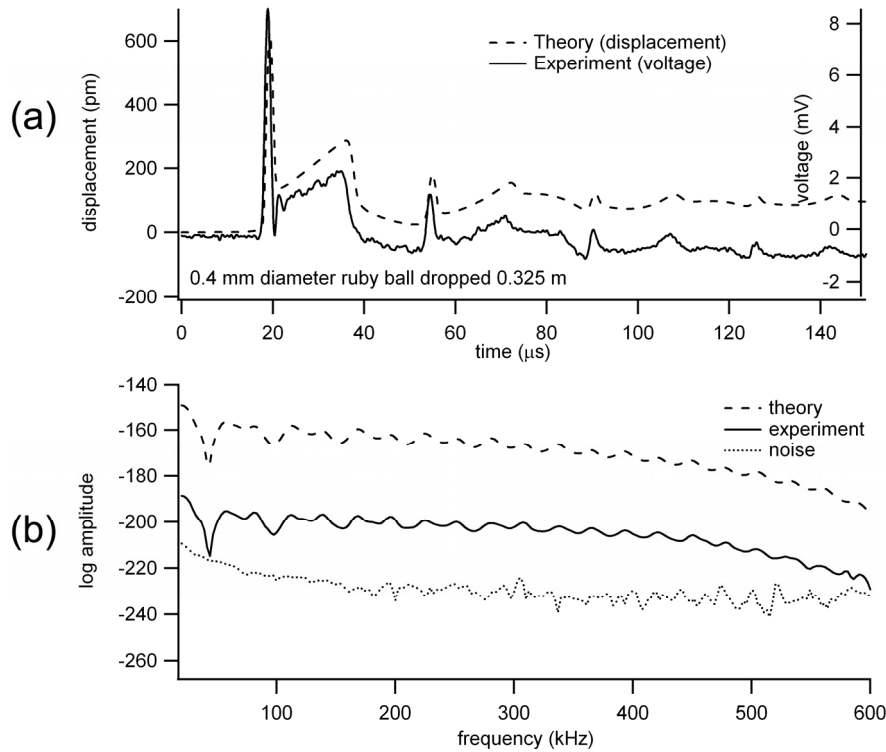 (a)
displacement (pm)
600
400
200
0
-200
Theory (displacement)
Experiment (voltage)
voltage (mV)
8
6
4
2
0
-2
0.4 mm diameter ruby ball dropped 0.325 m
0 20 40 60 80 100 120 140
time (μs)
(b)
log amplitude
-140
-160
-180
-200
-220
-240
-260
theory
experiment
noise
100 200 300 400 500 600
frequency (kHz)